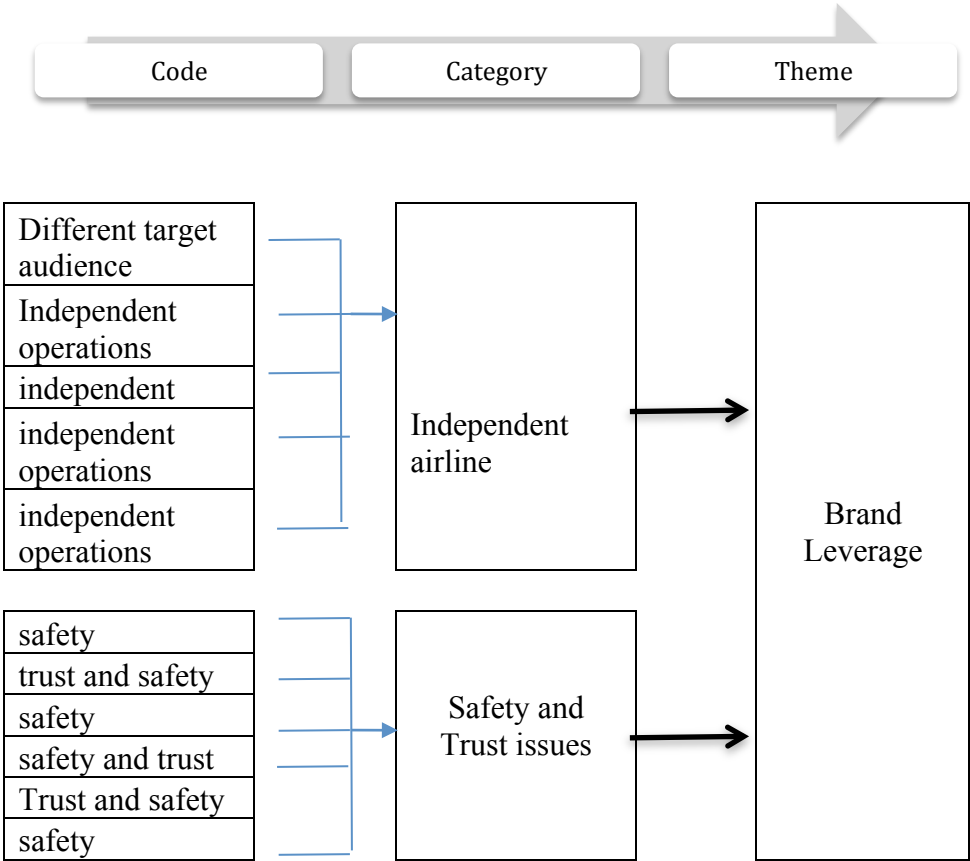 Code
Category
Theme
Different target
audience
Independent
operations
independent
independent
operations
independent
operations
Independent
airline
safety
trust and safety
safety
safety and trust
Trust and safety
safety
Safety and
Trust issues
Brand
Leverage